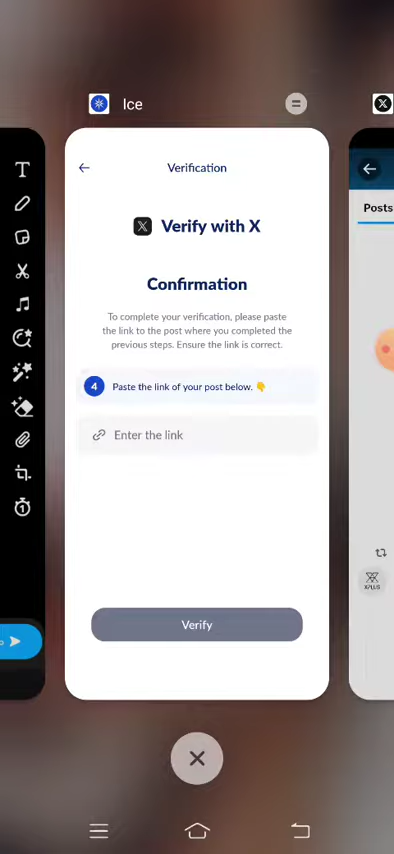 Ice
T
Verification
Posts
Verify with X
Confirmation
To complete your verification, please paste
the link to the post where you completed the
previous steps. Ensure the link is correct.
4 Paste the link of your post below. 👇
Enter the link
1
Verify